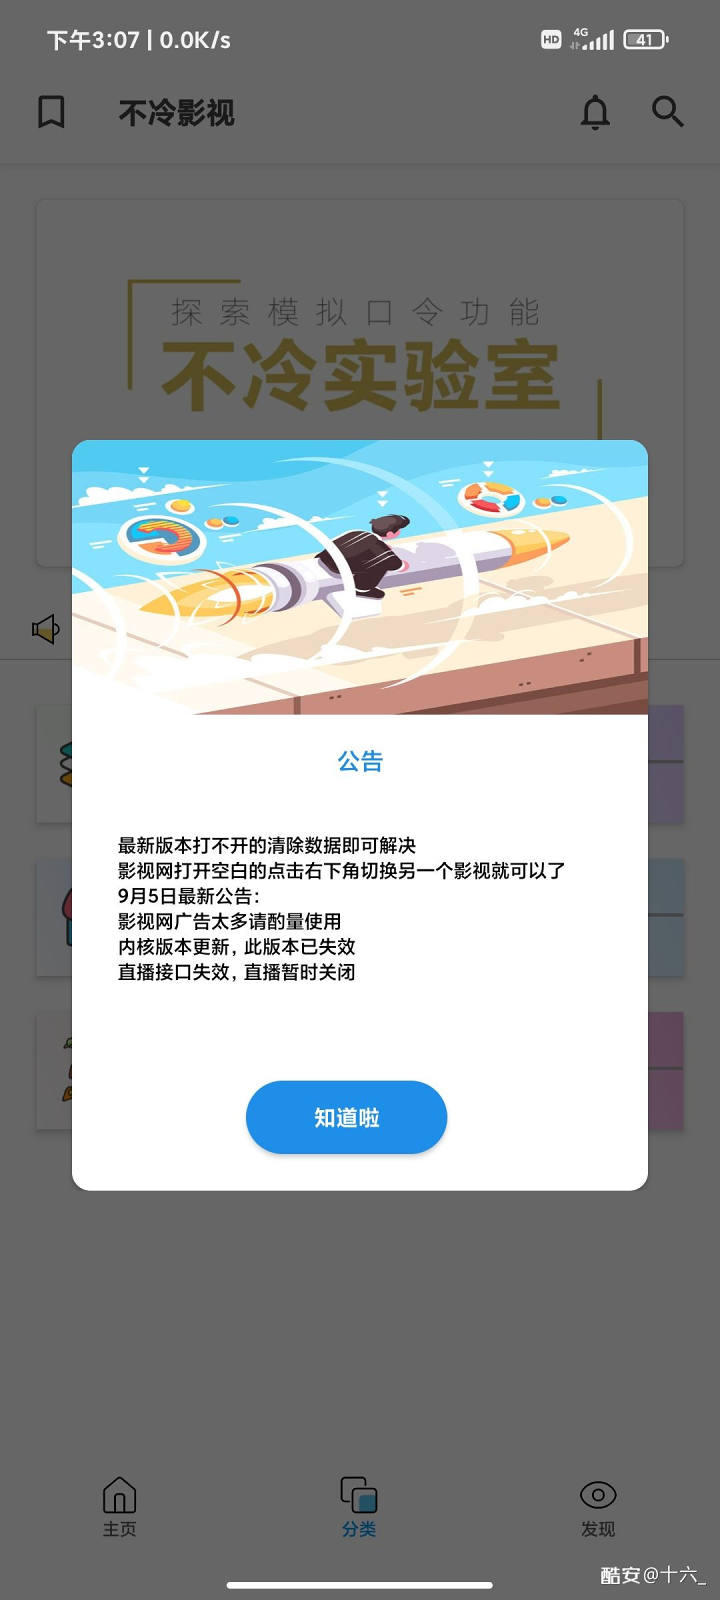 下午3:07 | 0.0K/s
HD
4G
41
不冷影视
探索模拟口令功能
不冷实验室
公告
最新版本打不开的清除数据即可解决
影视网打开空白的点击右下角切换另一个影视就可以了
9月5日最新公告：
影视网广告太多请酌量使用
内核版本更新，此版本已失效
直播接口失效，直播暂时关闭
知道啦
主页
分类
发现
酷安@十六_